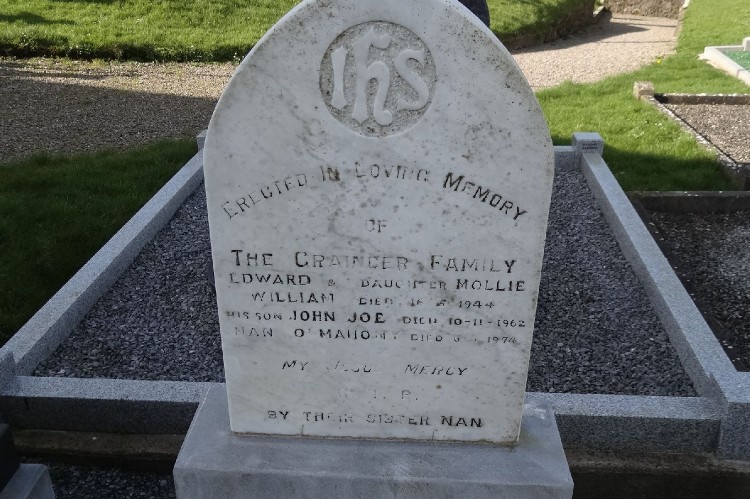 IHS
ERECTED IN LOVING MEMORY
OF
THE GRAINGER FAMILY
EDWARD & DAUGHTER MOLLIE
WILLIAM DIED 1944
HIS SON JOHN JOE DIED 10-11-1962
NAN O'MAHONY DIED 1974
MY MERCY
BY THEIR SISTER NAN